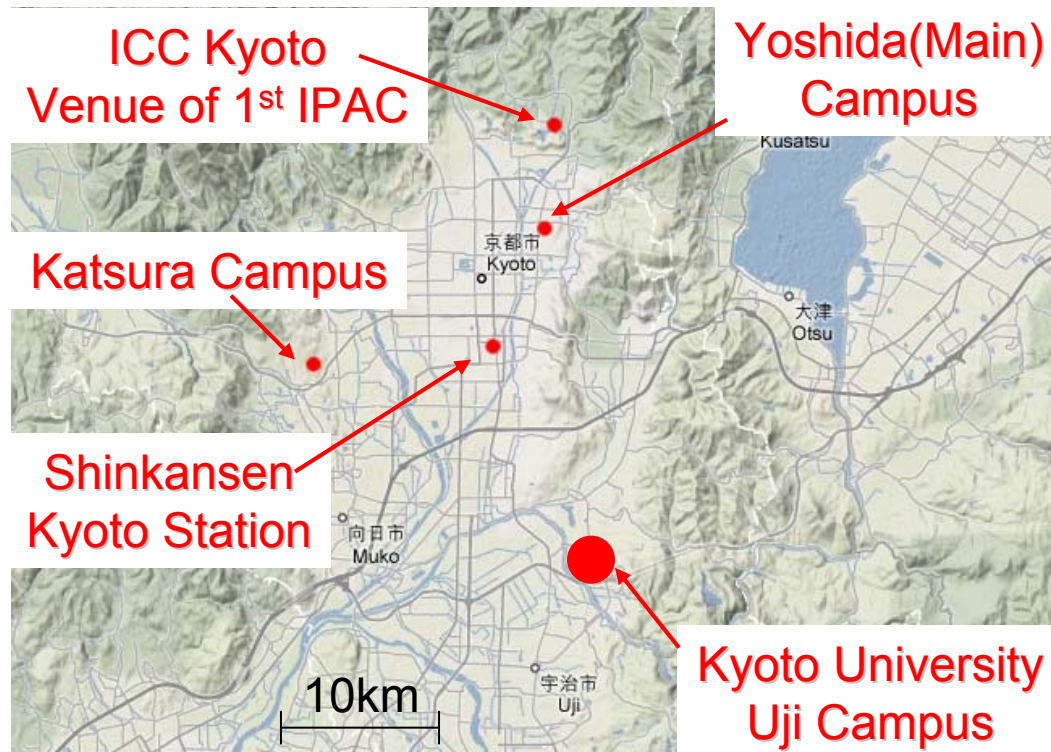 ICC Kyoto
Venue of 1st IPAC
Yoshida(Main)
Campus
Kusatsu
京都市
Kyoto
Katsura Campus
大津
Otsu
Shinkansen
Kyoto Station
向日市
Muko
宇治市
Uji
Kyoto University
Uji Campus
10km